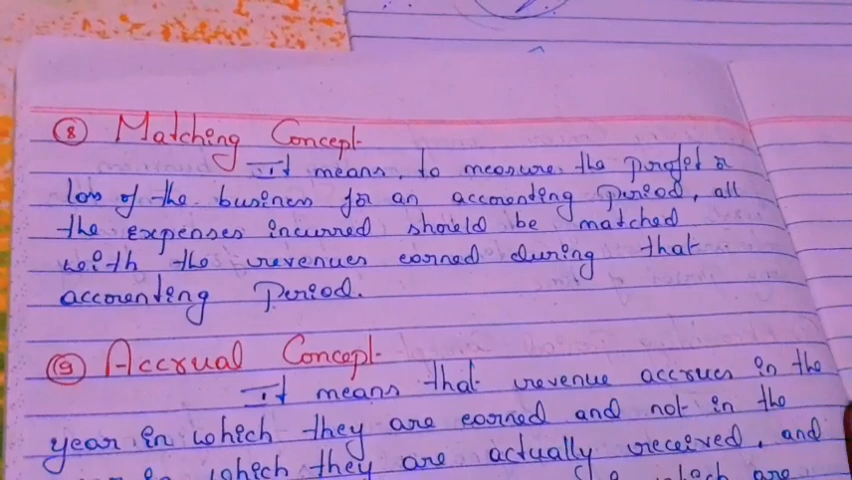 ⑧ Matching Concept
It means, to measure the profit or
loss of the business for an accounting Period, all
the expenses incurred should be matched
with the revenues earned during that
accounting Period.
⑨ Accrual Concept
It means that revenue accrues in the
year in which they are earned and not in the
which they are actually received, and
which are